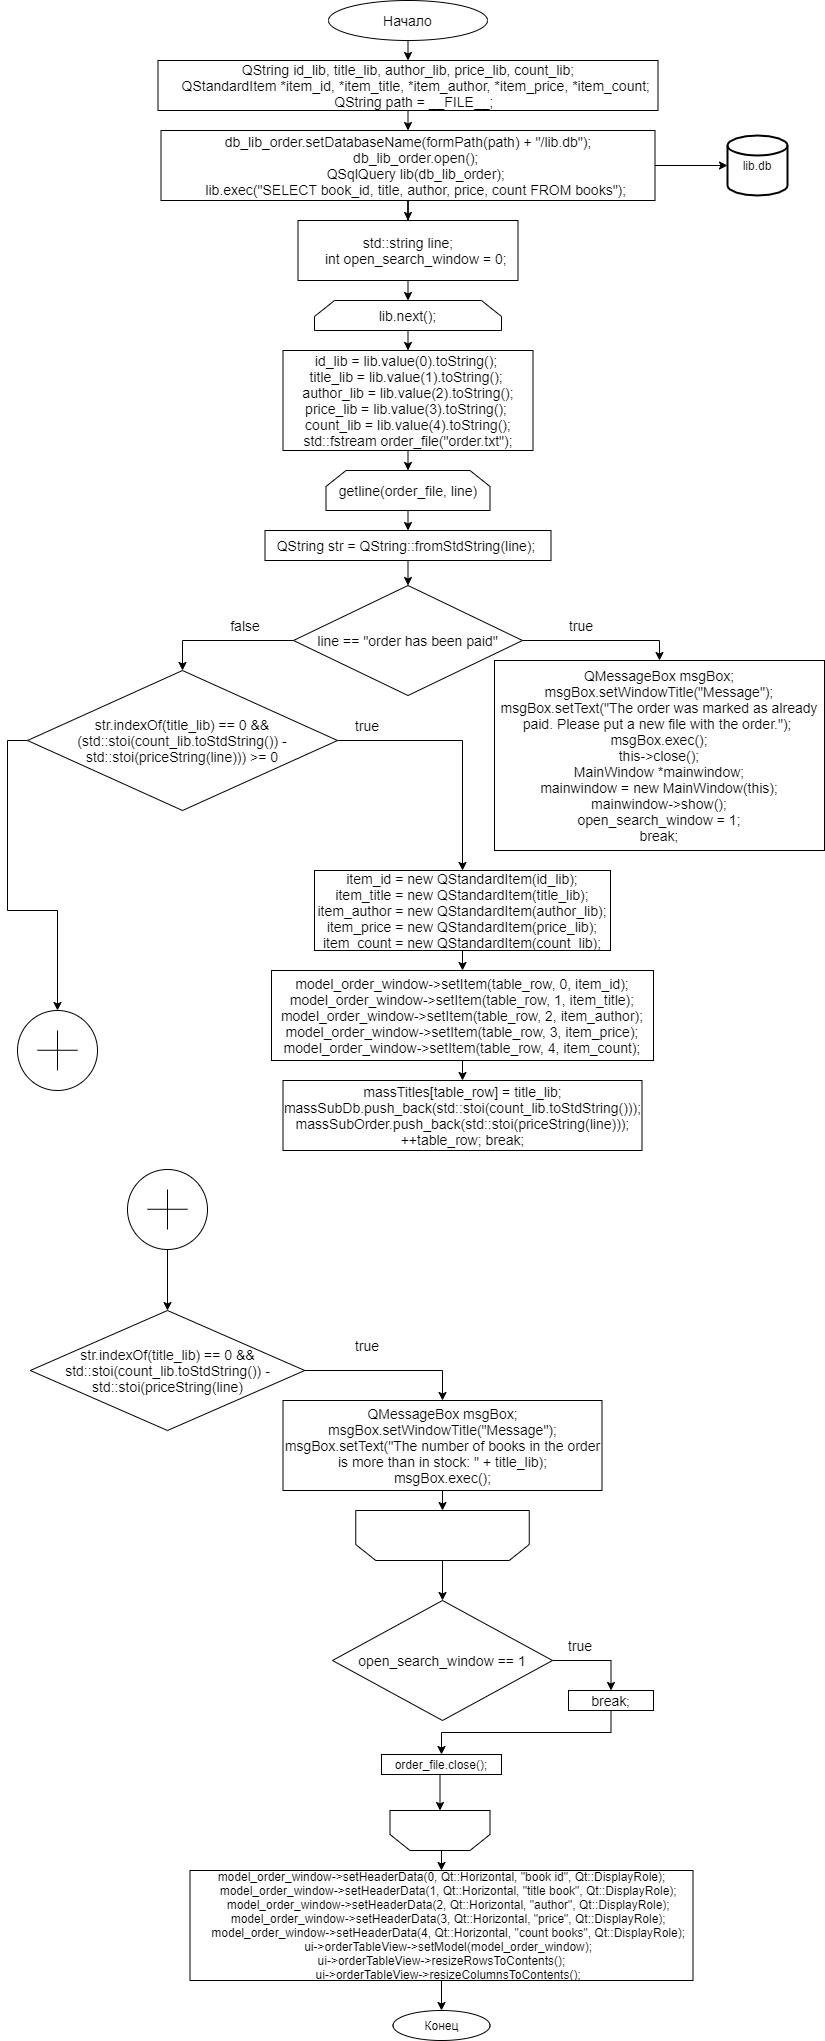 Начало
QString id_lib, title_lib, author_lib, price_lib, count_lib;
QStandardItem *item_id, *item_title, *item_author, *item_price, *item_count;
QString path = __FILE__;
db_lib_order.setDatabaseName(formPath(path) + "/lib.db");
db_lib_order.open();
QSqlQuery lib(db_lib_order);
lib.exec("SELECT book_id, title, author, price, count FROM books");
lib.db
std::string line;
int open_search_window = 0;
lib.next();
id_lib = lib.value(0).toString();
title_lib = lib.value(1).toString();
author_lib = lib.value(2).toString();
price_lib = lib.value(3).toString();
count_lib = lib.value(4).toString();
std::fstream order_file("order.txt");
getline(order_file, line)
QString str = QString::fromStdString(line);
line == "order has been paid"
false
true
QMessageBox msgBox;
msgBox.setWindowTitle("Message");
msgBox.setText("The order was marked as already
paid. Please put a new file with the order.");
msgBox.exec();
this->close();
MainWindow *mainwindow;
mainwindow = new MainWindow(this);
mainwindow->show();
open_search_window = 1;
break;
str.indexOf(title_lib) == 0 &&
(std::stoi(count_lib.toStdString()) -
std::stoi(priceString(line))) >= 0
true
item_id = new QStandardItem(id_lib);
item_title = new QStandardItem(title_lib);
item_author = new QStandardItem(author_lib);
item_price = new QStandardItem(price_lib);
item_count = new QStandardItem(count_lib);
model_order_window->setItem(table_row, 0, item_id);
model_order_window->setItem(table_row, 1, item_title);
model_order_window->setItem(table_row, 2, item_author);
model_order_window->setItem(table_row, 3, item_price);
model_order_window->setItem(table_row, 4, item_count);
massTitles[table_row] = title_lib;
massSubDb.push_back(std::stoi(count_lib.toStdString()));
massSubOrder.push_back(std::stoi(priceString(line)));
++table_row; break;
str.indexOf(title_lib) == 0 &&
std::stoi(count_lib.toStdString()) -
std::stoi(priceString(line)
true
QMessageBox msgBox;
msgBox.setWindowTitle("Message");
msgBox.setText("The number of books in the order
is more than in stock: " + title_lib);
msgBox.exec();
open_search_window == 1
true
break;
order_file.close();
model_order_window->setHeaderData(0, Qt::Horizontal, "book id", Qt::DisplayRole);
model_order_window->setHeaderData(1, Qt::Horizontal, "title book", Qt::DisplayRole);
model_order_window->setHeaderData(2, Qt::Horizontal, "author", Qt::DisplayRole);
model_order_window->setHeaderData(3, Qt::Horizontal, "price", Qt::DisplayRole);
model_order_window->setHeaderData(4, Qt::Horizontal, "count books", Qt::DisplayRole);
ui->orderTableView->setModel(model_order_window);
ui->orderTableView->resizeRowsToContents();
ui->orderTableView->resizeColumnsToContents();
Конец